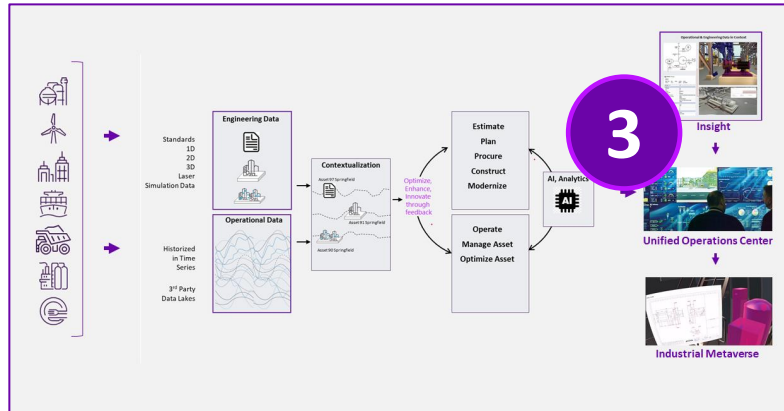 Standards
1D
2D
3D
Laser
Simulation Data
Historized
in Time
Series
3rd Party
Data Lakes
Engineering Data
Operational Data
Contextualization
Asset 97 Springfield
Asset 91 Springfield
Asset 90 Springfield
Optimize,
Enhance,
Innovate
through
feedback
Estimate
Plan
Procure
Construct
Modernize
Operate
Manage Asset
Optimize Asset
AI, Analytics
AI
3
Operational & Engineering Data in Context
Insight
Unified Operations Center
Industrial Metaverse